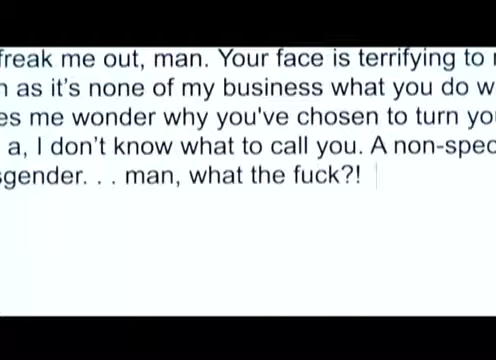 freak me out, man. Your face is terrifying to
as it's none of my business what you do
me wonder why you've chosen to turn
a, I don't know what to call you. A
man, what the fuck?!